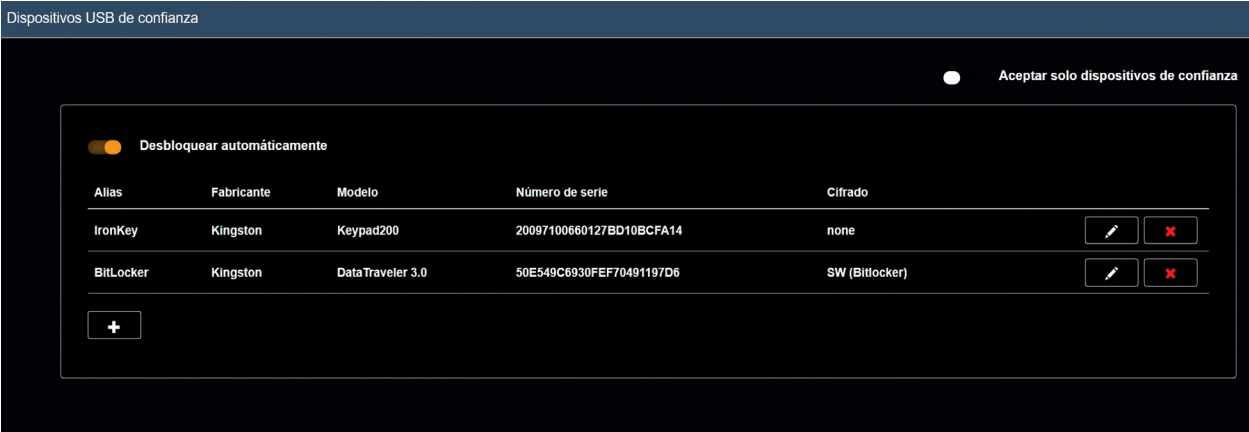 Dispositivos USB de confianza
Aceptar solo dispositivos de confianza
Desbloquear automáticamente
Alias Fabricante Modelo Número de serie Cifrado
IronKey Kingston Keypad200 20097100660127BD10BCFA14 none
BitLocker Kingston DataTraveler 3.0 50E549C6930FEF70491197D6 SW (Bitlocker)